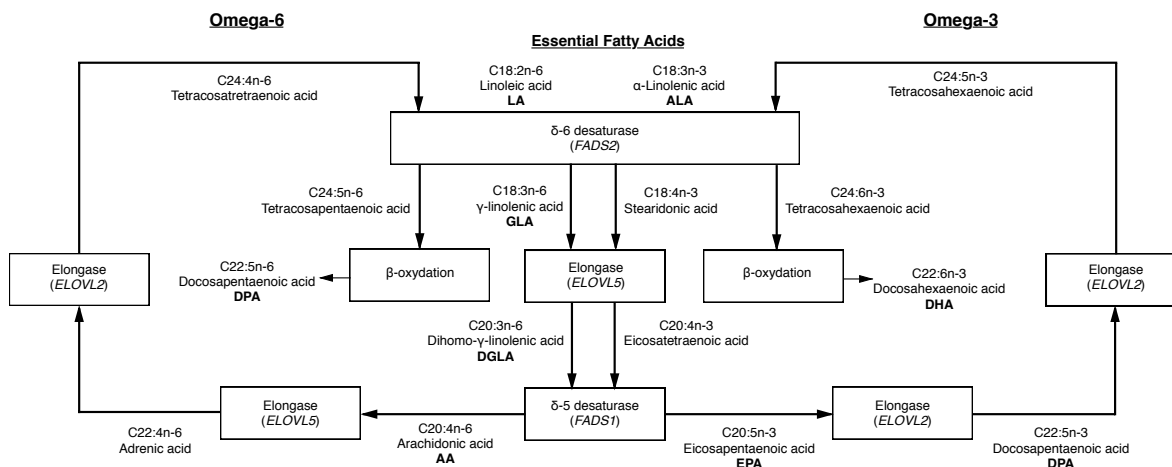 Omega-6
Omega-3
Essential Fatty Acids
C24:4n-6
Tetracosatretraenoic acid
C18:2n-6
Linoleic acid
LA
C18:3n-3
α-Linolenic acid
ALA
C24:5n-3
Tetracosahexaenoic acid
δ-6 desaturase
(FADS2)
C24:5n-6
Tetracosapentaenoic acid
C18:3n-6
γ-linolenic acid
GLA
C18:4n-3
Stearidonic acid
C24:6n-3
Tetracosahexaenoic acid
Elongase
(ELOVL2)
C22:5n-6
Docosapentaenoic acid
DPA
β-oxydation
Elongase
(ELOVL5)
β-oxydation
C22:6n-3
Docosahexaenoic acid
DHA
Elongase
(ELOVL2)
C20:3n-6
Dihomo-γ-linolenic acid
DGLA
C20:4n-3
Eicosatetraenoic acid
Elongase
(ELOVL5)
δ-5 desaturase
(FADS1)
Elongase
(ELOVL2)
C22:4n-6
Adrenic acid
C20:4n-6
Arachidonic acid
AA
C20:5n-3
Eicosapentaenoic acid
EPA
C22:5n-3
Docosapentaenoic acid
DPA